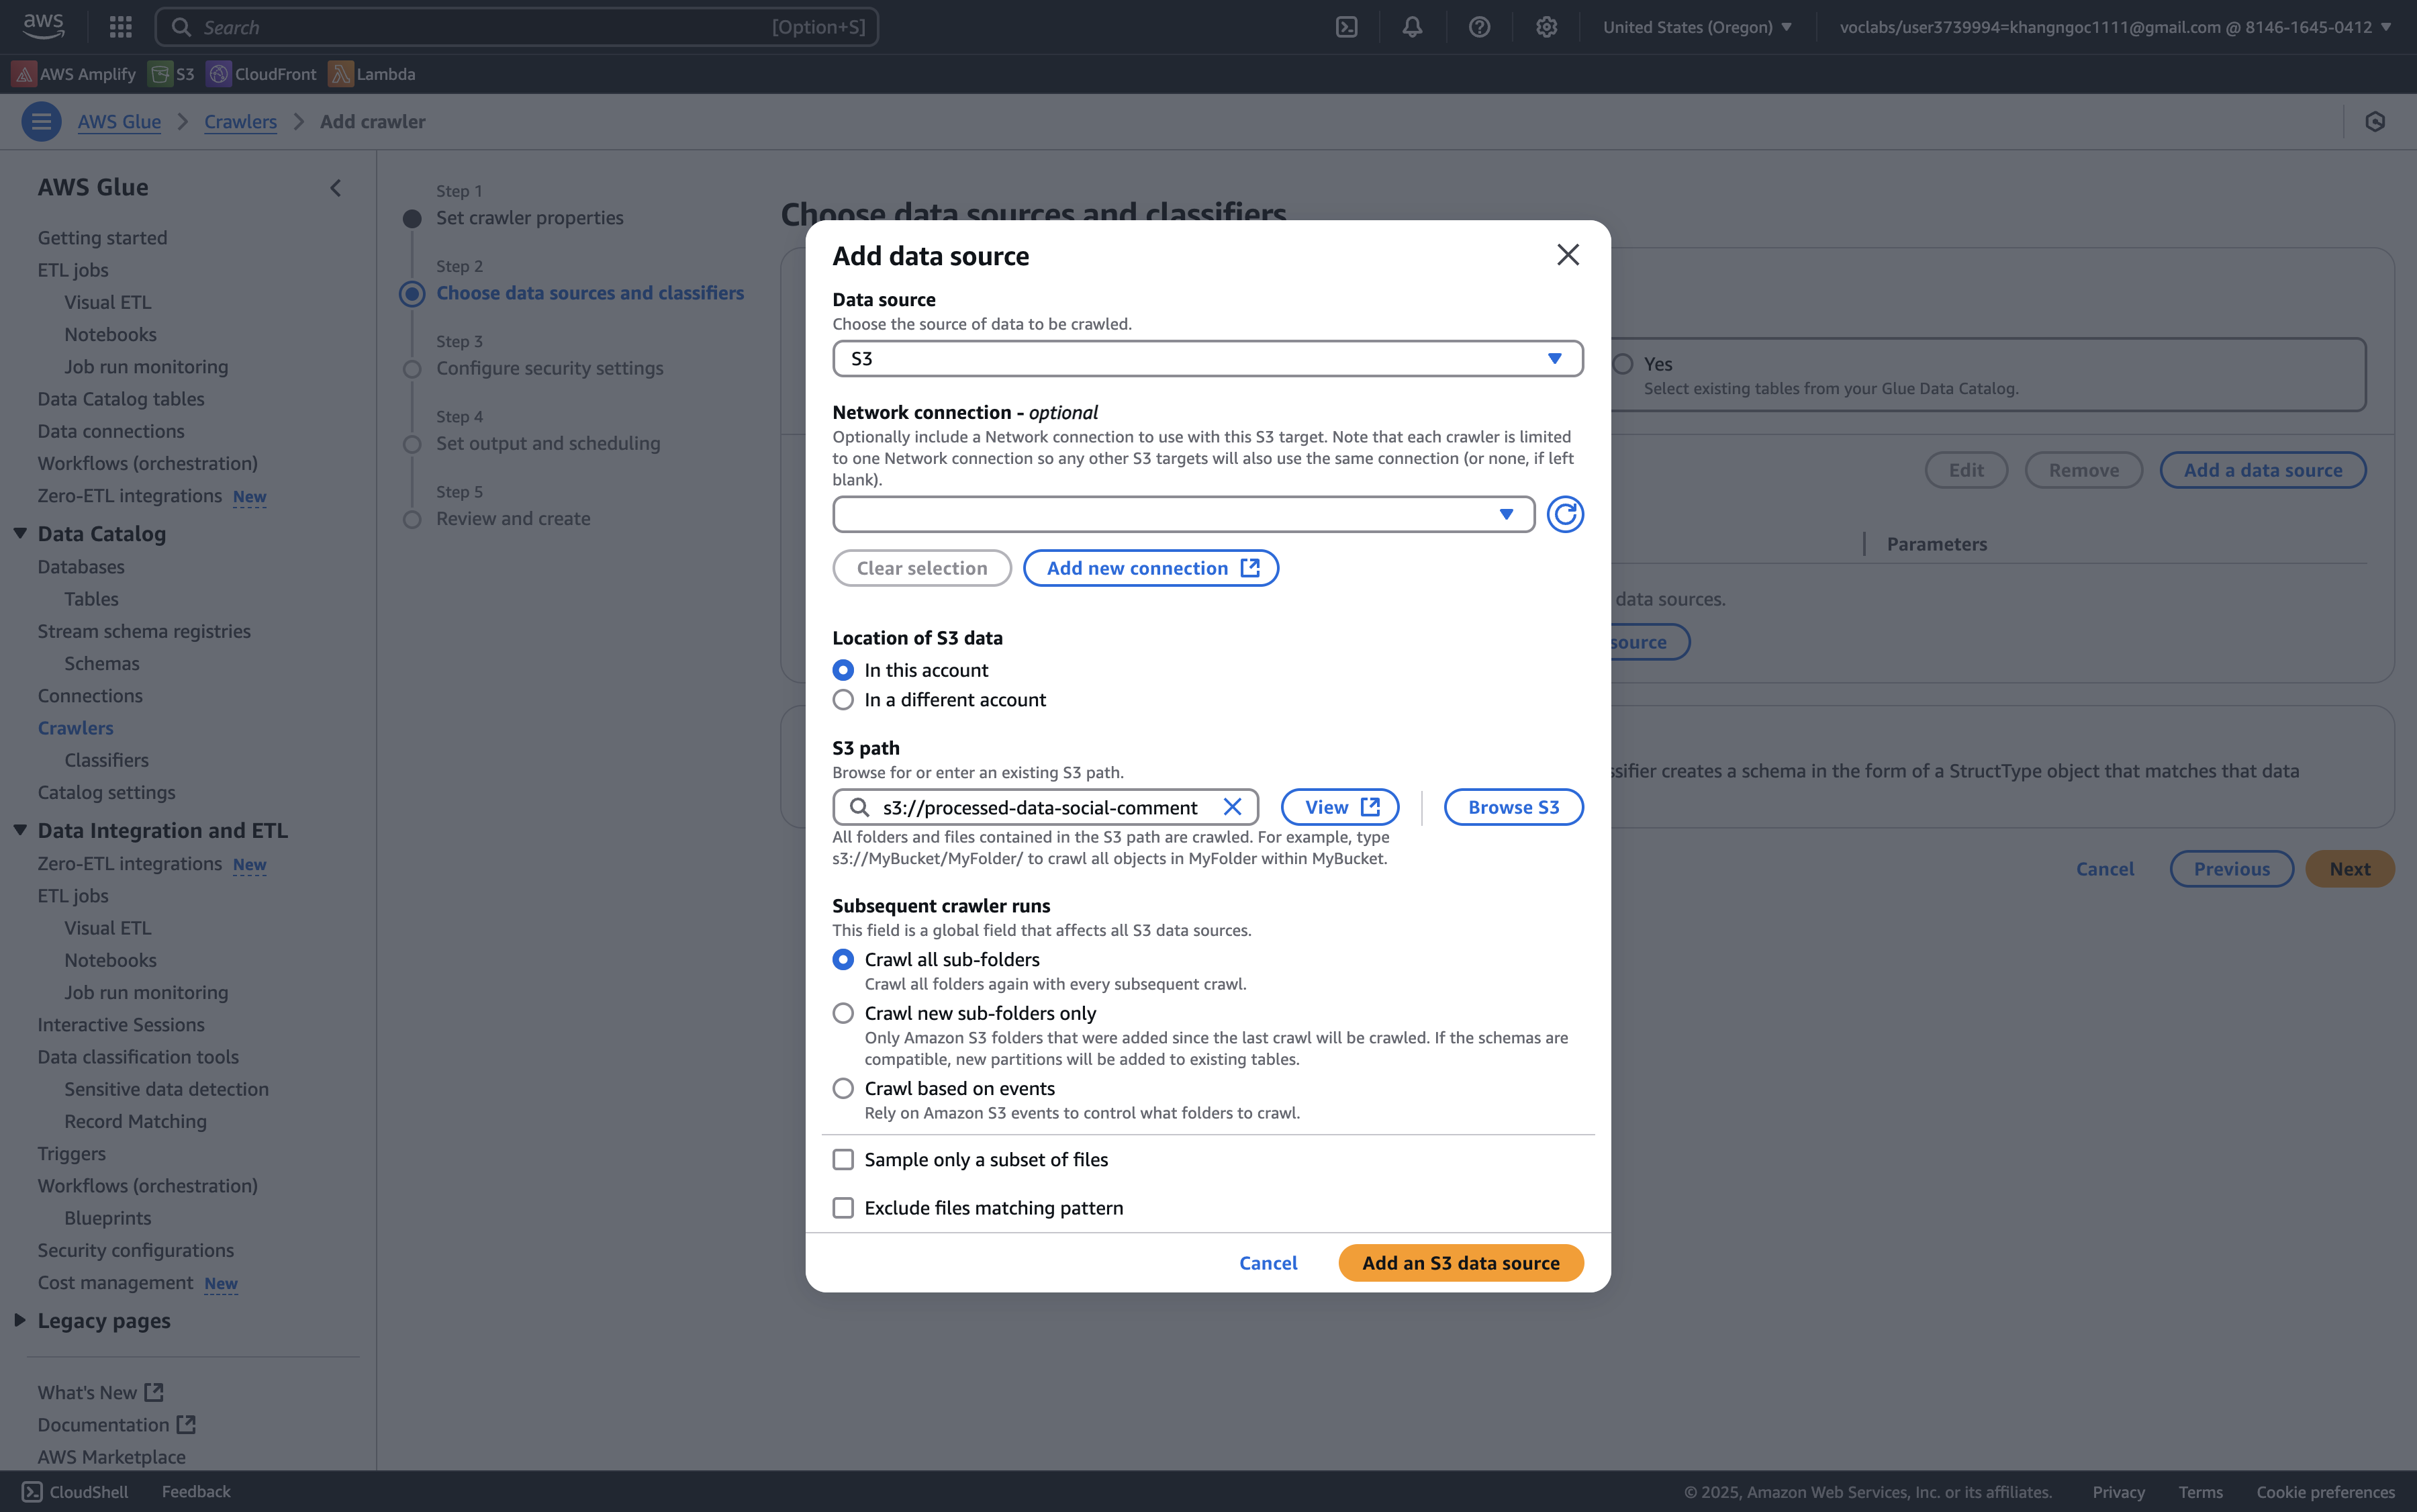 aws
Search
[Option+S]
United States (Oregon)
voclabs/user3739994=khangngoc1111@gmail.com @ 8146-1645-0412
AWS Amplify
S3
CloudFront
Lambda
AWS Glue
Crawlers
Add crawler
AWS Glue
Getting started
ETL jobs
Visual ETL
Notebooks
Job run monitoring
Data Catalog tables
Data connections
Workflows (orchestration)
Zero-ETL integrations New
Data Catalog
Databases
Tables
Stream schema registries
Schemas
Connections
Crawlers
Classifiers
Catalog settings
Data Integration and ETL
Zero-ETL integrations New
ETL jobs
Visual ETL
Notebooks
Job run monitoring
Interactive Sessions
Data classification tools
Sensitive data detection
Record Matching
Triggers
Workflows (orchestration)
Blueprints
Security configurations
Cost management New
Legacy pages
What's New
Documentation
AWS Marketplace
Step 1
Set crawler properties
Step 2
Choose data sources and classifiers
Step 3
Configure security settings
Step 4
Set output and scheduling
Step 5
Review and create
Choose data sources and classifiers
Add data source
Data source
Choose the source of data to be crawled.
S3
Network connection - optional
Optionally include a Network connection to use with this S3 target. Note that each crawler is limited
to one Network connection so any other S3 targets will also use the same connection (or none, if left
blank).
Clear selection
Add new connection
Location of S3 data
In this account
In a different account
S3 path
Browse for or enter an existing S3 path.
s3://processed-data-social-comment
View
Browse S3
All folders and files contained in the S3 path are crawled. For example, type
s3://MyBucket/MyFolder/ to crawl all objects in MyFolder within MyBucket.
Subsequent crawler runs
This field is a global field that affects all S3 data sources.
Crawl all sub-folders
Crawl all folders again with every subsequent crawl.
Crawl new sub-folders only
Only Amazon S3 folders that were added since the last crawl will be crawled. If the schemas are
compatible, new partitions will be added to existing tables.
Crawl based on events
Rely on Amazon S3 events to control what folders to crawl.
Sample only a subset of files
Exclude files matching pattern
Cancel
Add an S3 data source
Yes
Select existing tables from your Glue Data Catalog.
Edit
Remove
Add a data source
Parameters
data sources.
source
ssifier creates a schema in the form of a StructType object that matches that data
Cancel
Previous
Next
CloudShell
Feedback
© 2025, Amazon Web Services, Inc. or its affiliates.
Privacy
Terms
Cookie preferences